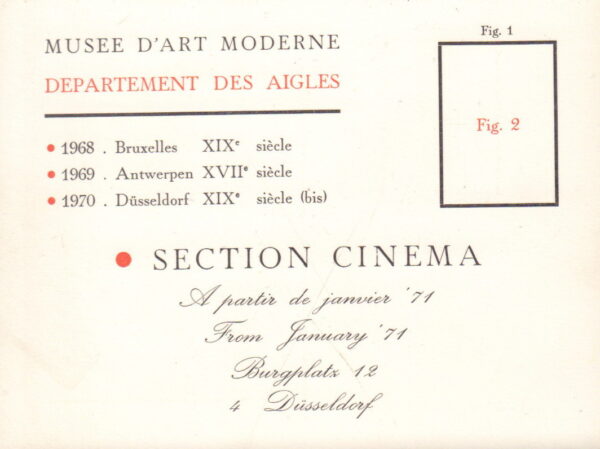 MUSEE D'ART MODERNE
DEPARTEMENT DES AIGLES
• 1968 . Bruxelles XIXe siècle
• 1969 . Antwerpen XVIIe siècle
• 1970 . Düsseldorf XIXe siècle (bis)
Fig. 1
Fig. 2
• SECTION CINEMA
A partir de janvier '71
From January '71
Burgplatz 12
4 Düsseldorf